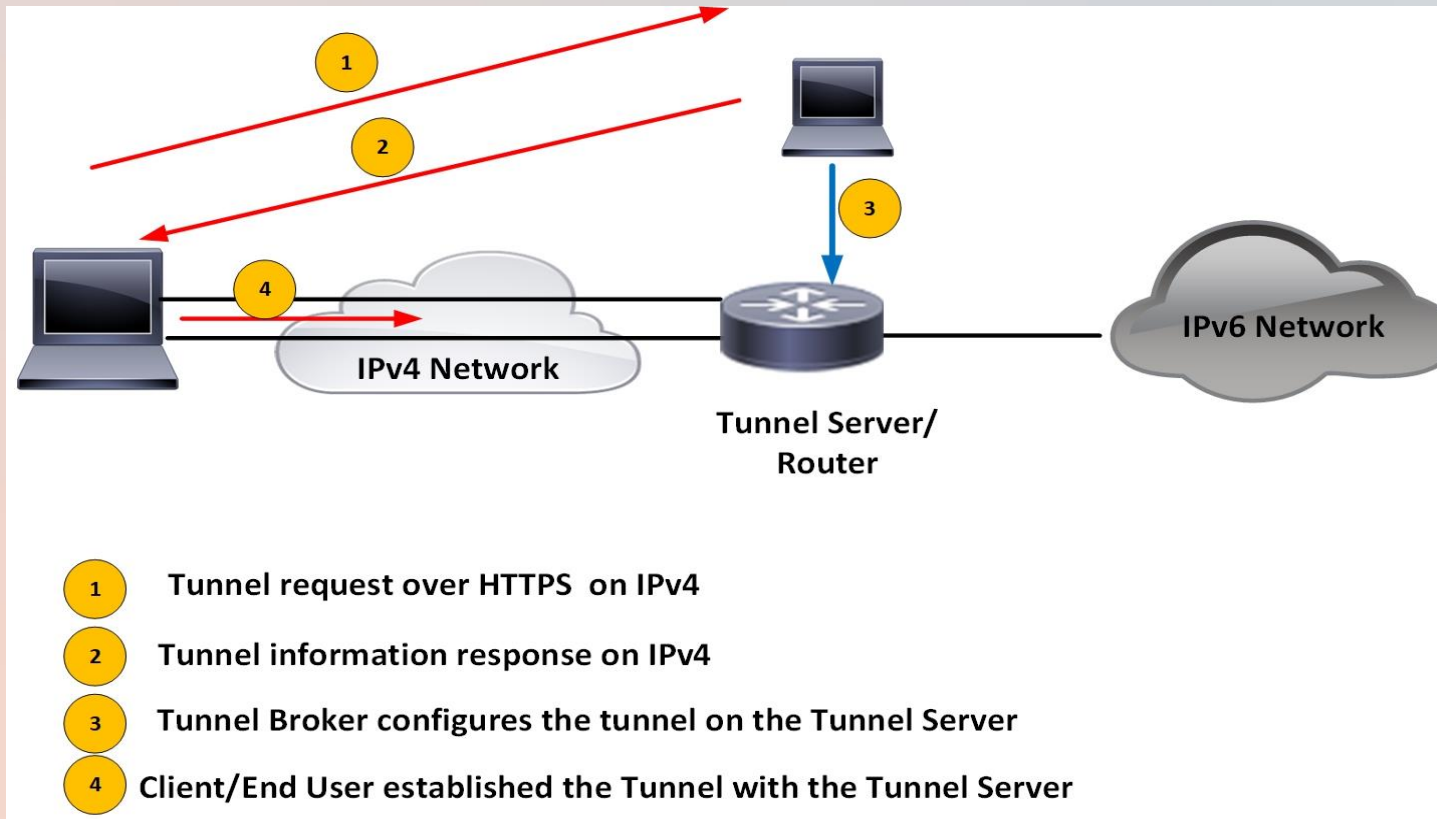 1
2
3
4
IPv4 Network
IPv6 Network
Tunnel Server/
Router
1 Tunnel request over HTTPS on IPv4
2 Tunnel information response on IPv4
3 Tunnel Broker configures the tunnel on the Tunnel Server
4 Client/End User established the Tunnel with the Tunnel Server